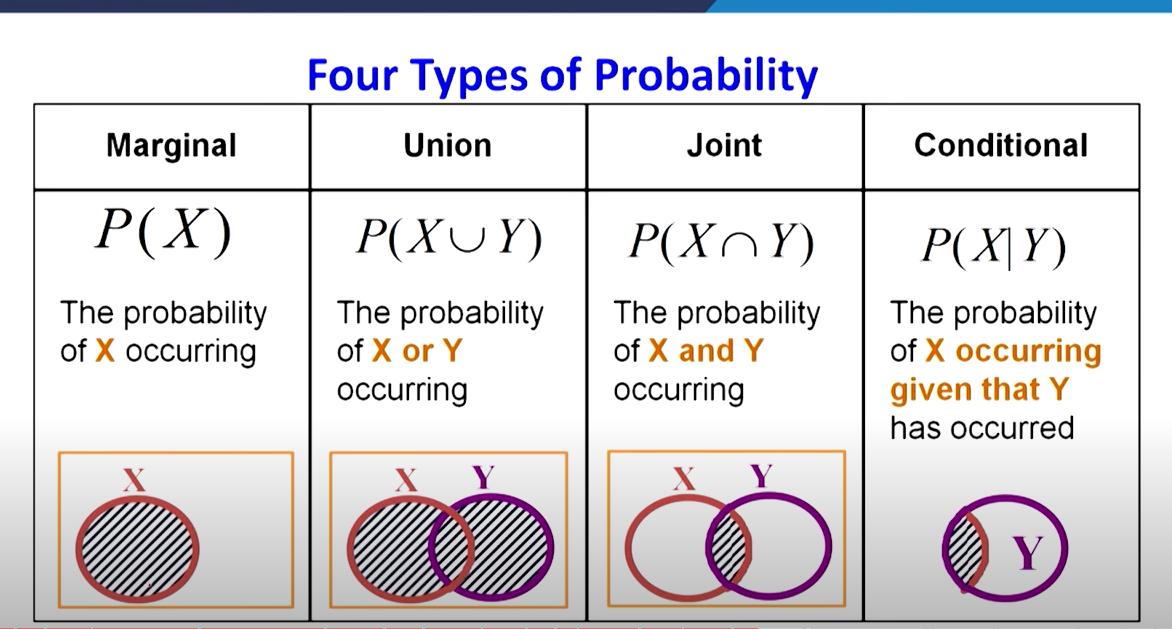 Four Types of Probability
Marginal
Union
Joint
Conditional
P(X)
P(X∪Y)
P(X∩Y)
P(X|Y)
The probability
of X occurring
The probability
of X or Y
occurring
The probability
of X and Y
occurring
The probability
of X occurring
given that Y
has occurred
X
X Y
X Y
Y